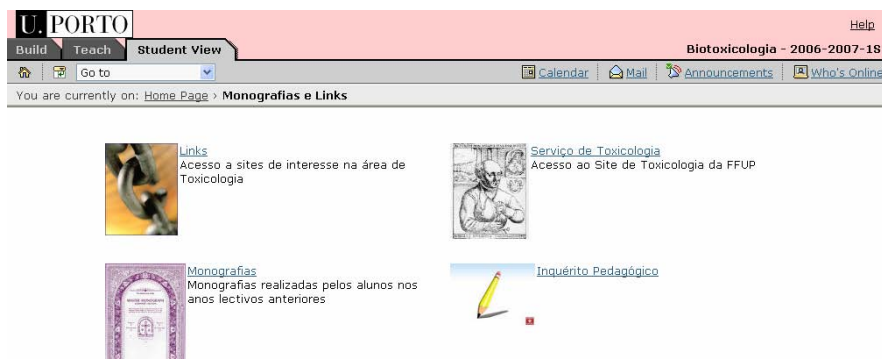 U. PORTO
Help
Build Teach Student View
Biotoxicologia - 2006-2007-1S
Go to
Calendar Mail Announcements Who's Online
You are currently on: Home Page › Monografias e Links
Links
Acesso a sites de interesse na área de
Toxicologia
Serviço de Toxicologia
Acesso ao Site de Toxicologia da FFUP
Monografias
Monografias realizadas pelos alunos nos
anos lectivos anteriores
Inquérito Pedagógico